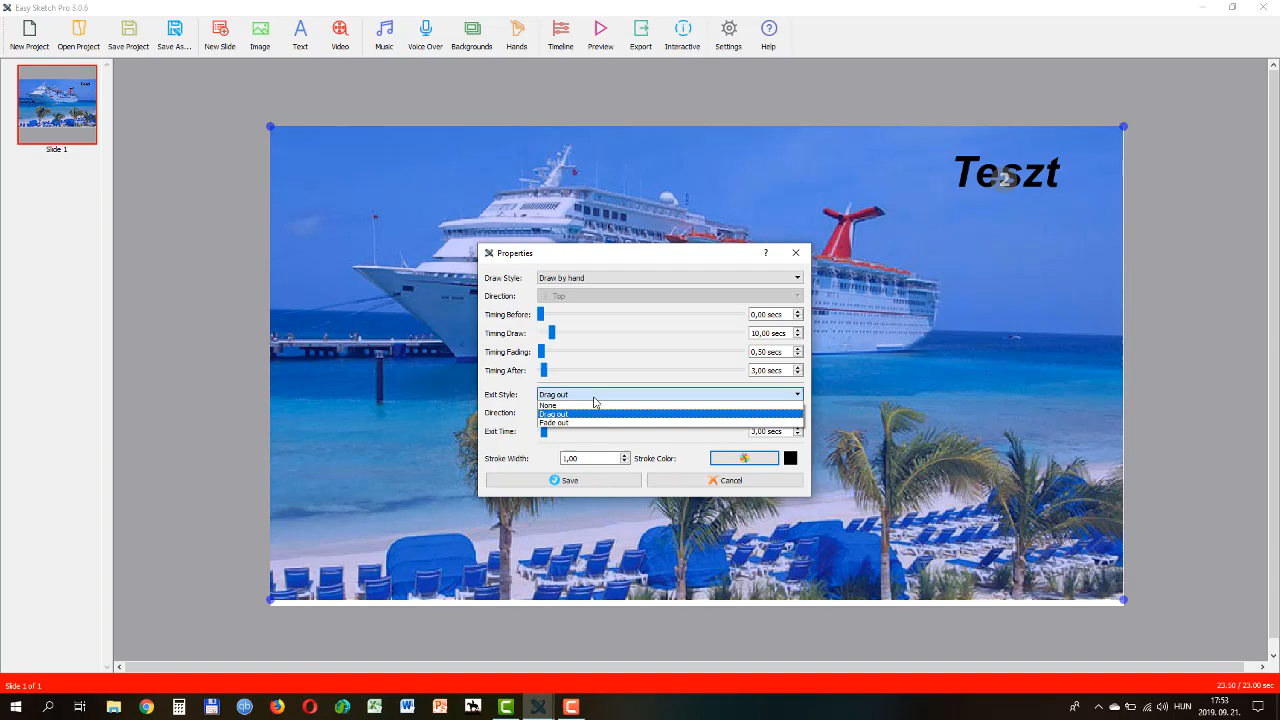 Easy Sketch Pro 3.0.6
New Project Open Project Save Project Save As... New Slide Image Text Video Music Voice Over Backgrounds Hands Timeline Preview Export Interactive Settings Help
Teszt
Slide 1
Teszt
2
Properties
Draw Style: Draw by hand
Direction: Top
Timing Before: 0,00 secs
Timing Draw: 10,00 secs
Timing Fading: 0,50 secs
Timing After: 3,00 secs
Exit Style: Drag out
None
Drag out
Direction:
Fade out
Exit Time: 3,00 secs
Stroke Width: 1,00 Stroke Color:
Save Cancel
Slide 1 of 1 23.50 / 23.00 sec
HUN
17:53
2019. 09. 21.